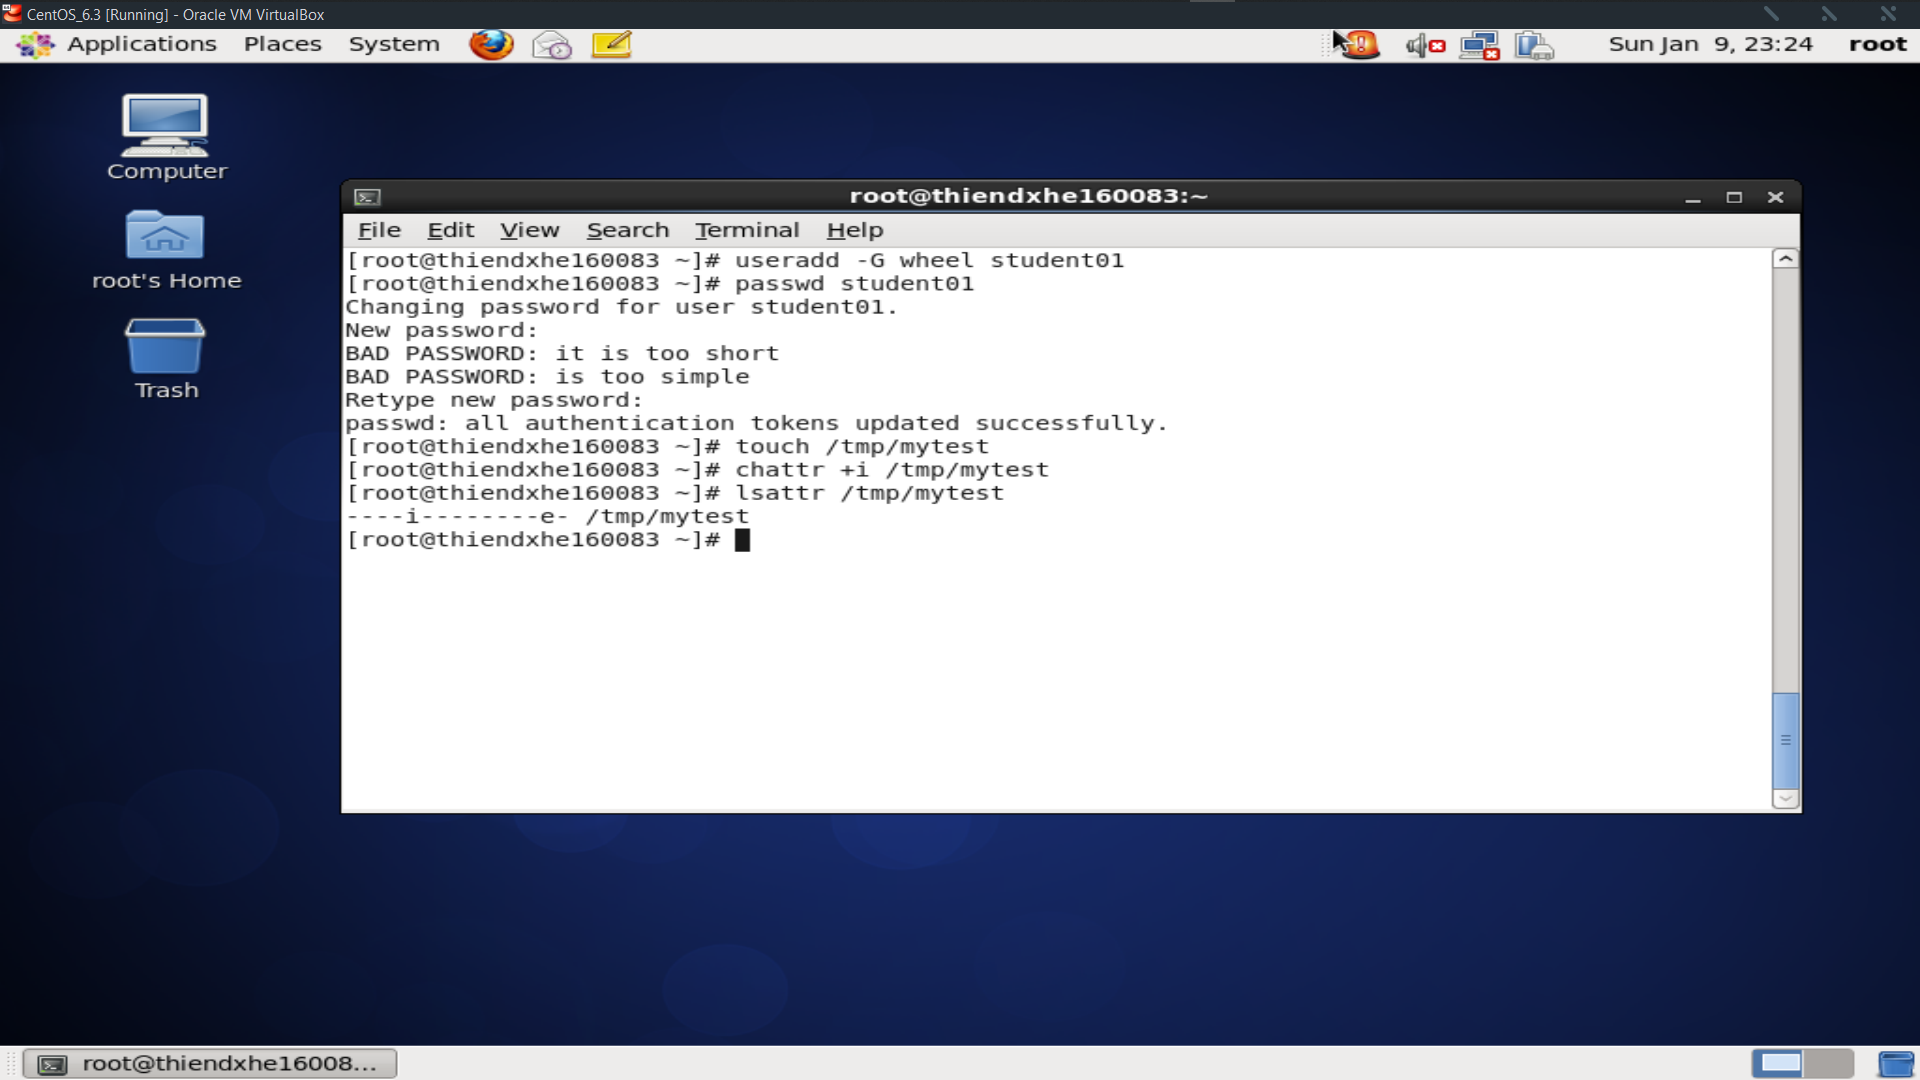 CentOS_6.3 [Running] - Oracle VM VirtualBox
Applications Places System Sun Jan 9, 23:24 root
Computer
root's Home
Trash
root@thiendxhe160083:~
File Edit View Search Terminal Help
[root@thiendxhe160083 ~]# useradd -G wheel student01
[root@thiendxhe160083 ~]# passwd student01
Changing password for user student01.
New password:
BAD PASSWORD: it is too short
BAD PASSWORD: is too simple
Retype new password:
passwd: all authentication tokens updated successfully.
[root@thiendxhe160083 ~]# touch /tmp/mytest
[root@thiendxhe160083 ~]# chattr +i /tmp/mytest
[root@thiendxhe160083 ~]# lsattr /tmp/mytest
----i--------e- /tmp/mytest
[root@thiendxhe160083 ~]#
root@thiendxhe16008...